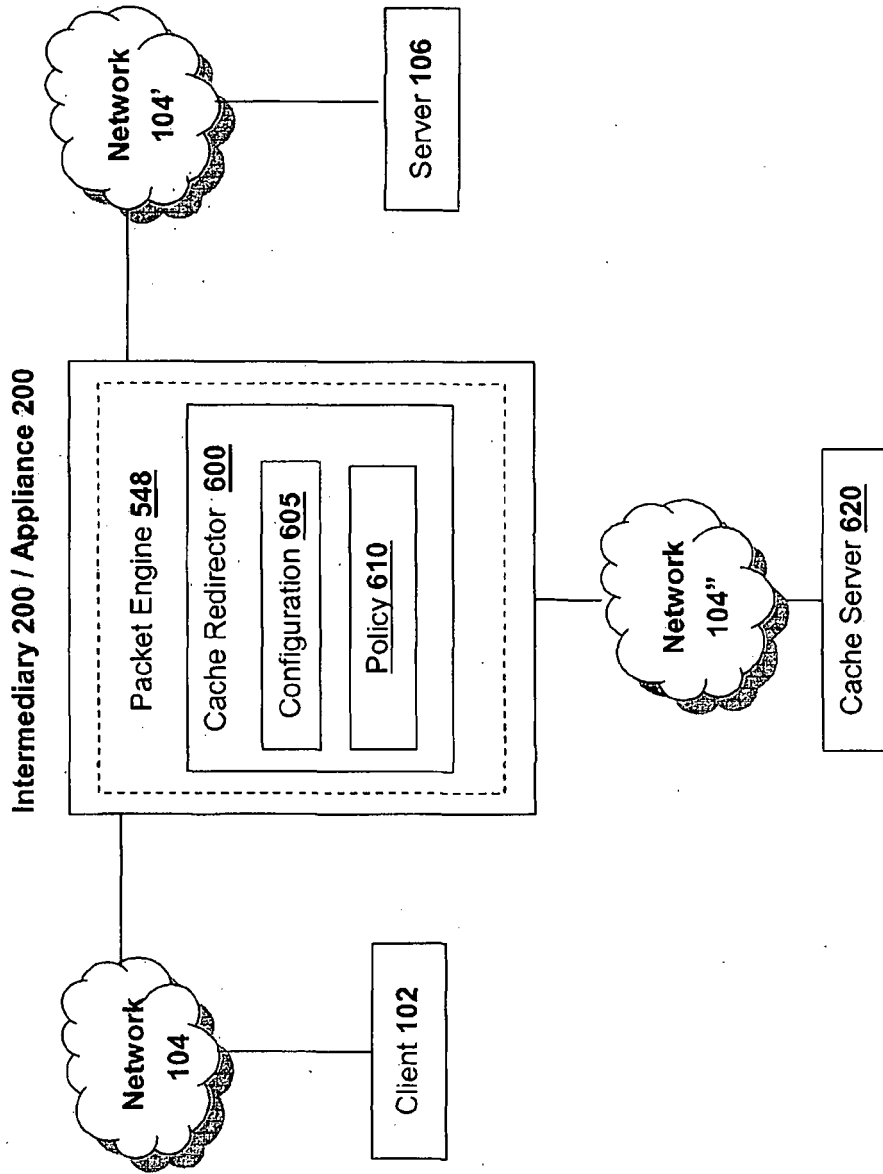 Intermediary 200 / Appliance 200
Network
104
Client 102
Packet Engine 548
Cache Redirector 600
Configuration 605
Policy 610
Network
104'
Server 106
Network
104"
Cache Server 620